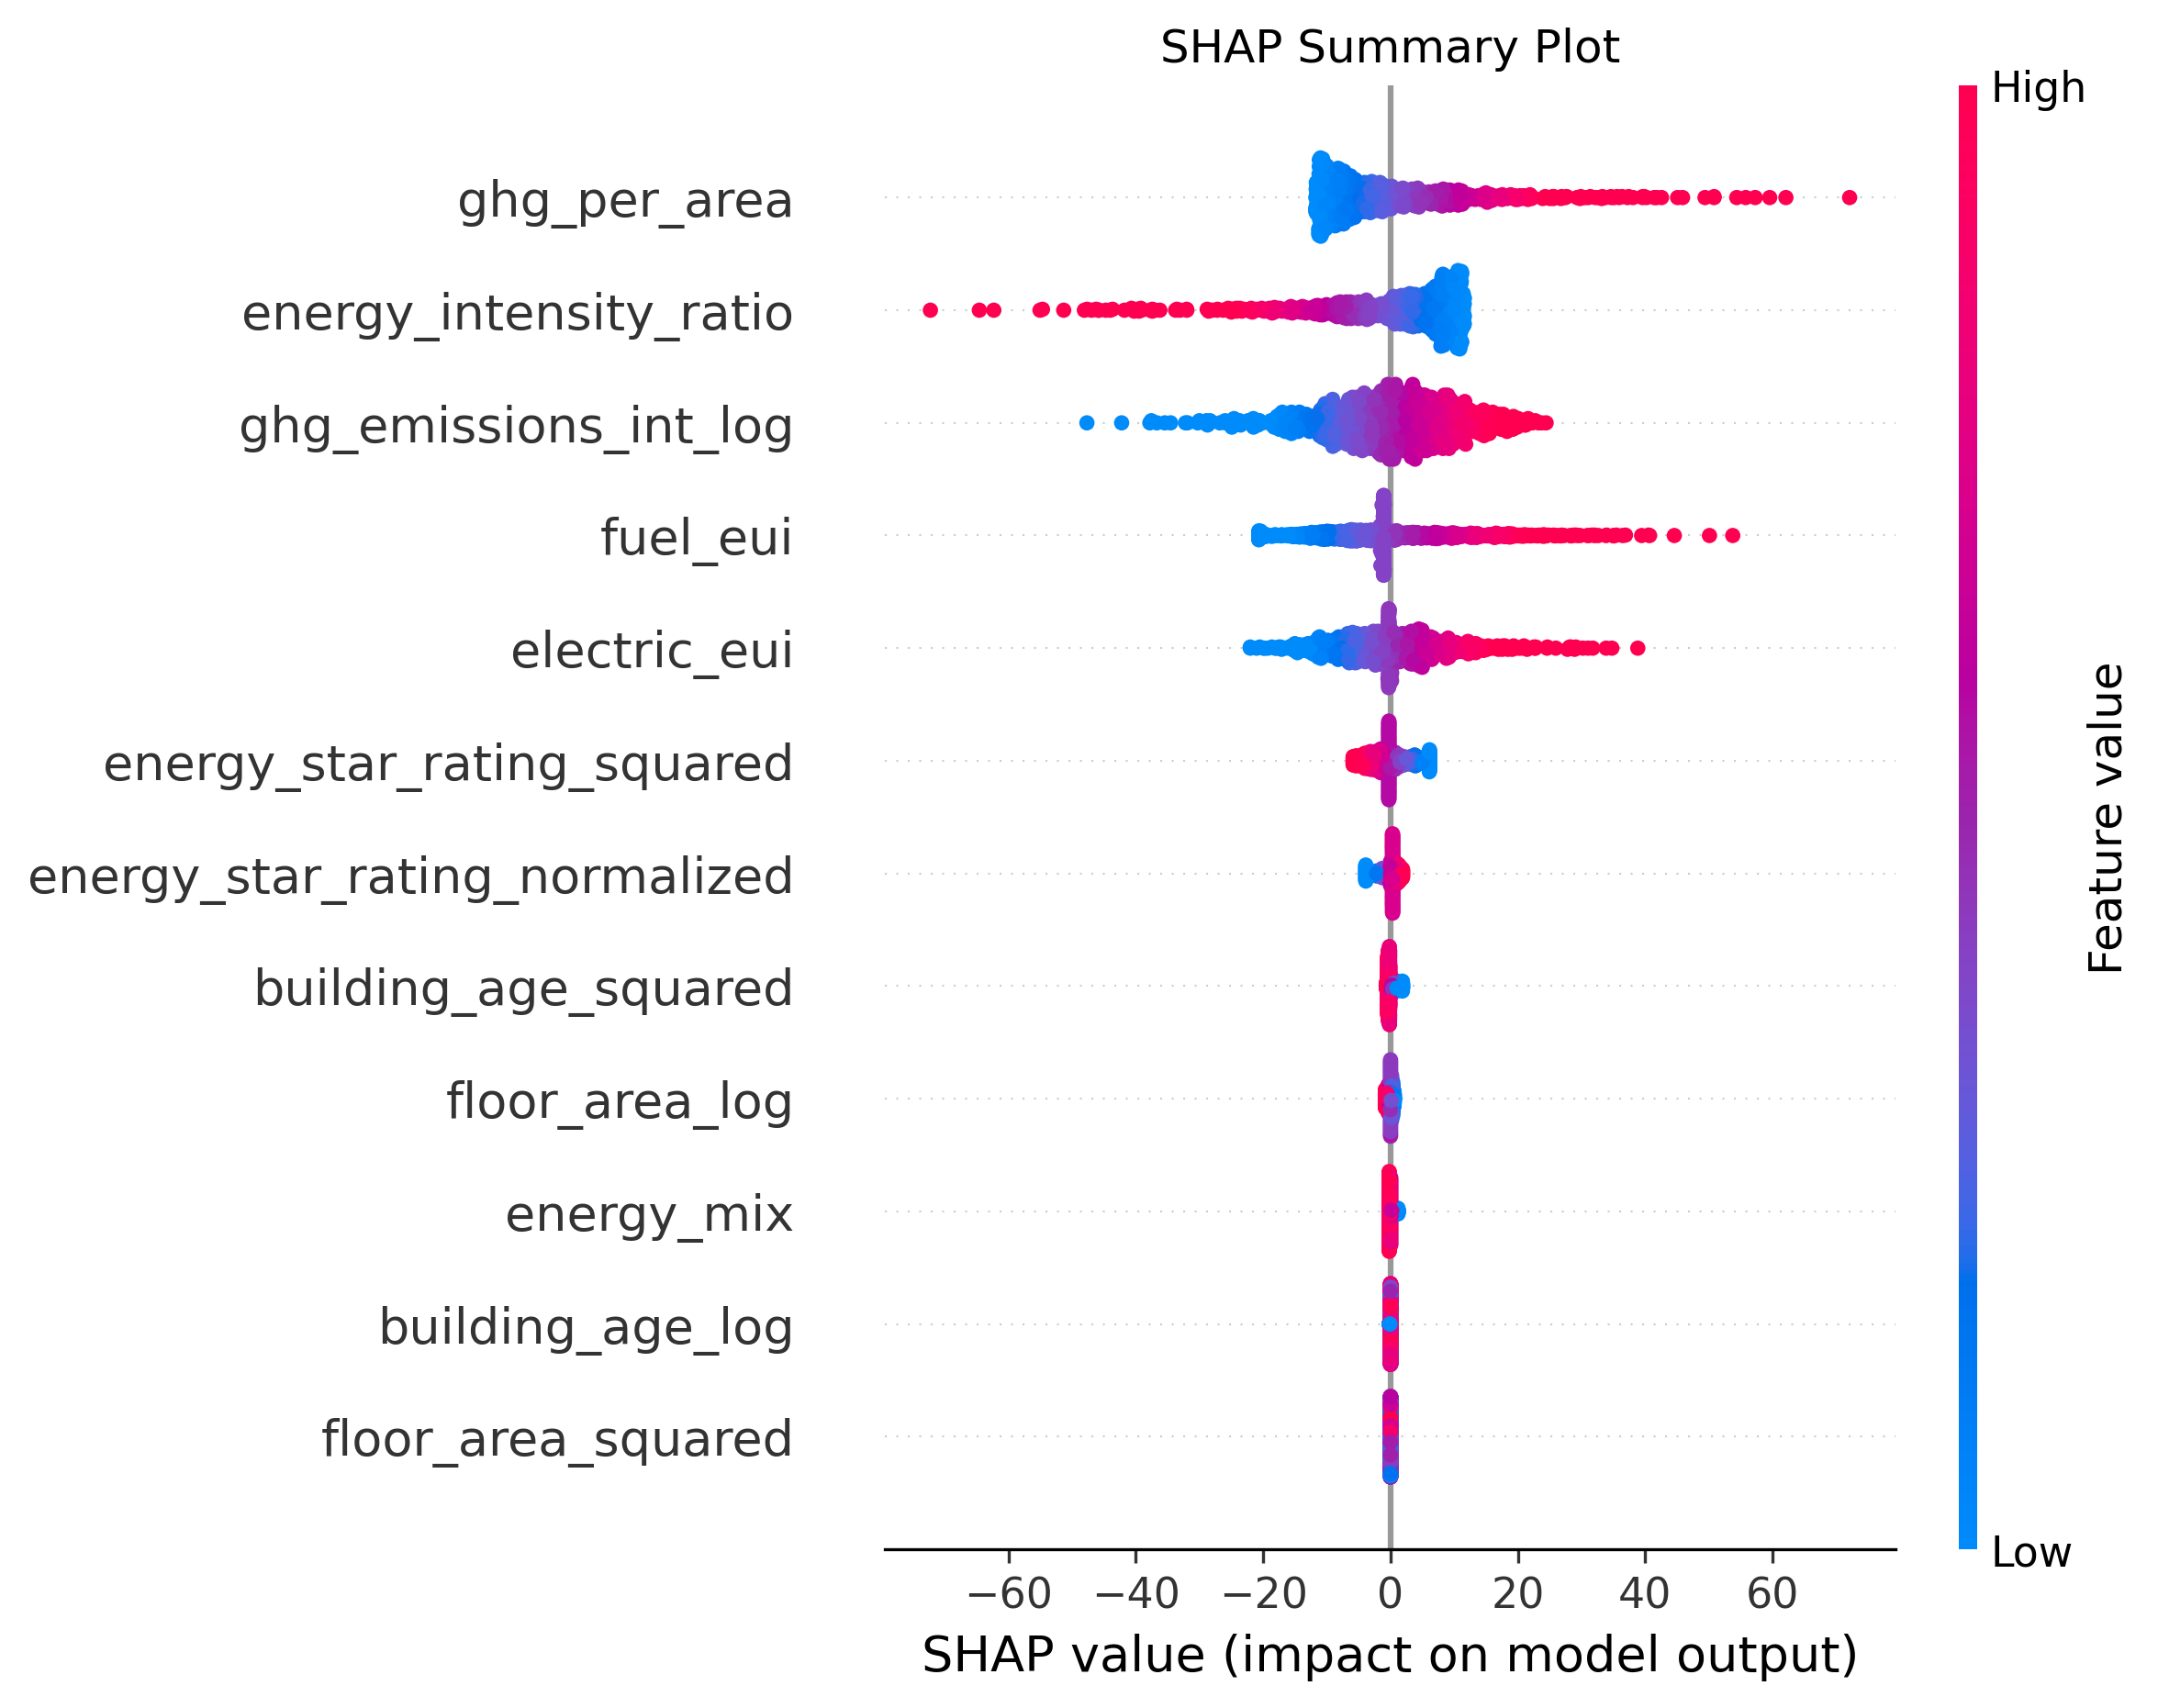 SHAP Summary Plot
High
ghg_per_area
energy_intensity_ratio
ghg_emissions_int_log
fuel_eui
electric_eui
energy_star_rating_squared
energy_star_rating_normalized
building_age_squared
floor_area_log
energy_mix
building_age_log
floor_area_squared
Feature value
Low
−60 −40 −20 0 20 40 60
SHAP value (impact on model output)